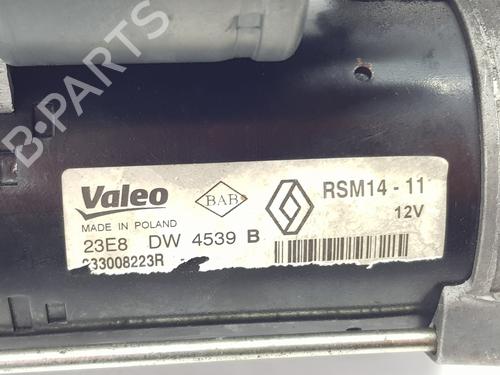 B-PARTS
Valeo
BAB
RSM14 - 11
MADE IN POLAND
12V
23E8 DW 4539 B
233008223R